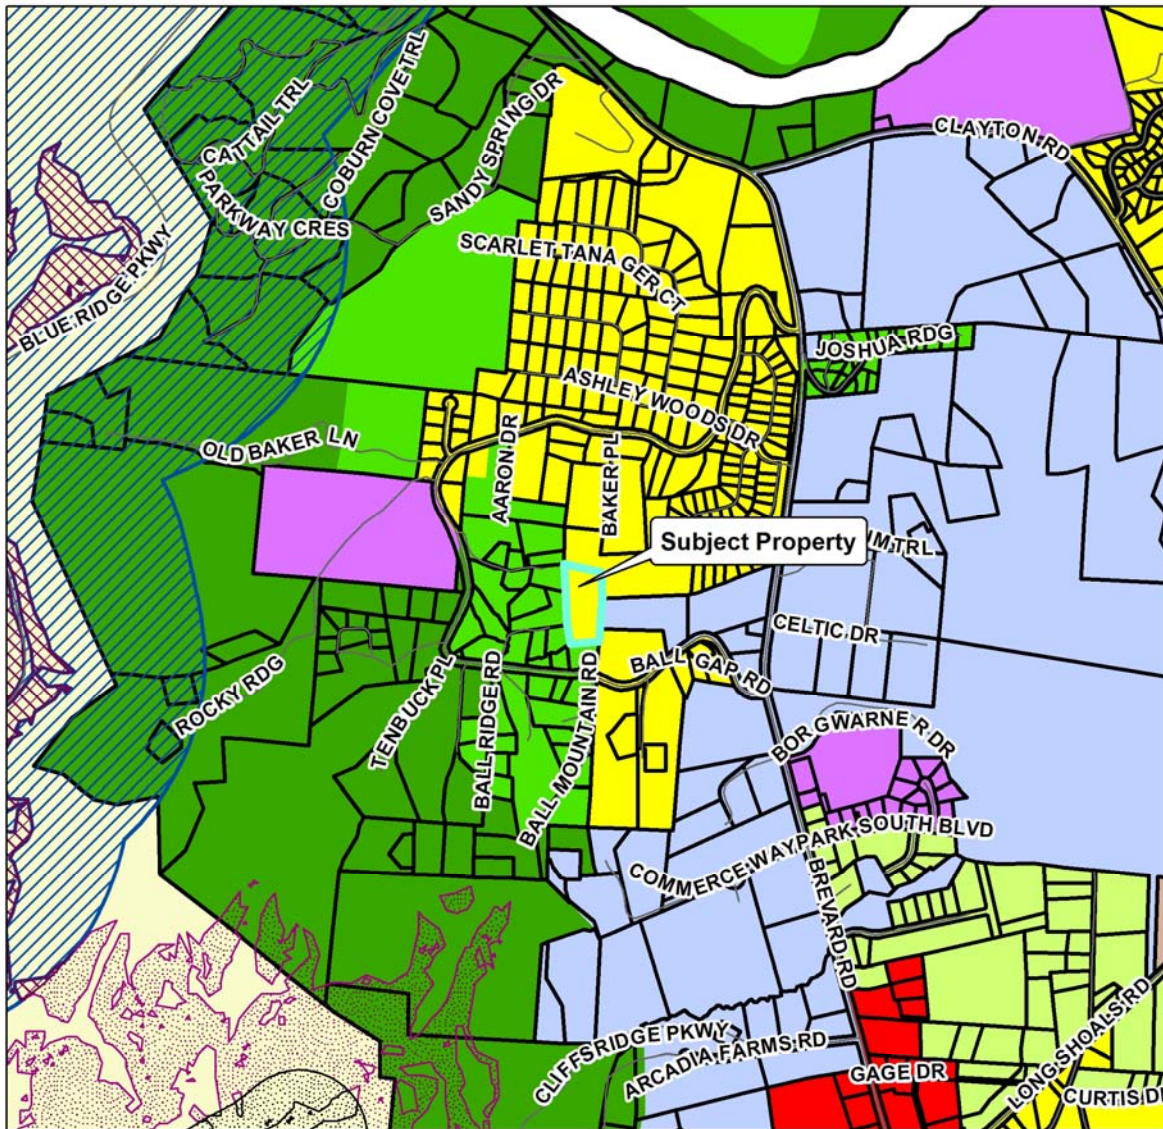 CLAYTON RD
CATTAIL TRL
COBURN COVE TRL
SANDY SPRING DR
PARKWAY CRES
BLUE RIDGE PKWY
SCARLET TANAGER CT
JOSHUA RDG
ASHLEY WOODS DR
OLD BAKER LN
AARON DR
BAKER PL
Subject Property
IM TRL
CELTIC DR
BALL GAP RD
ROCKY RDG
TENBUCK PL
BALL RIDGE RD
BALL MOUNTAIN RD
BORGWARNER DR
COMMERCE WAY
PARK SOUTH BLVD
BREVARD RD
LONG SHOALS RD
CLIFFSRIDGE PKWY
ARCADIA FARMS RD
GAGE DR
CURTIS D